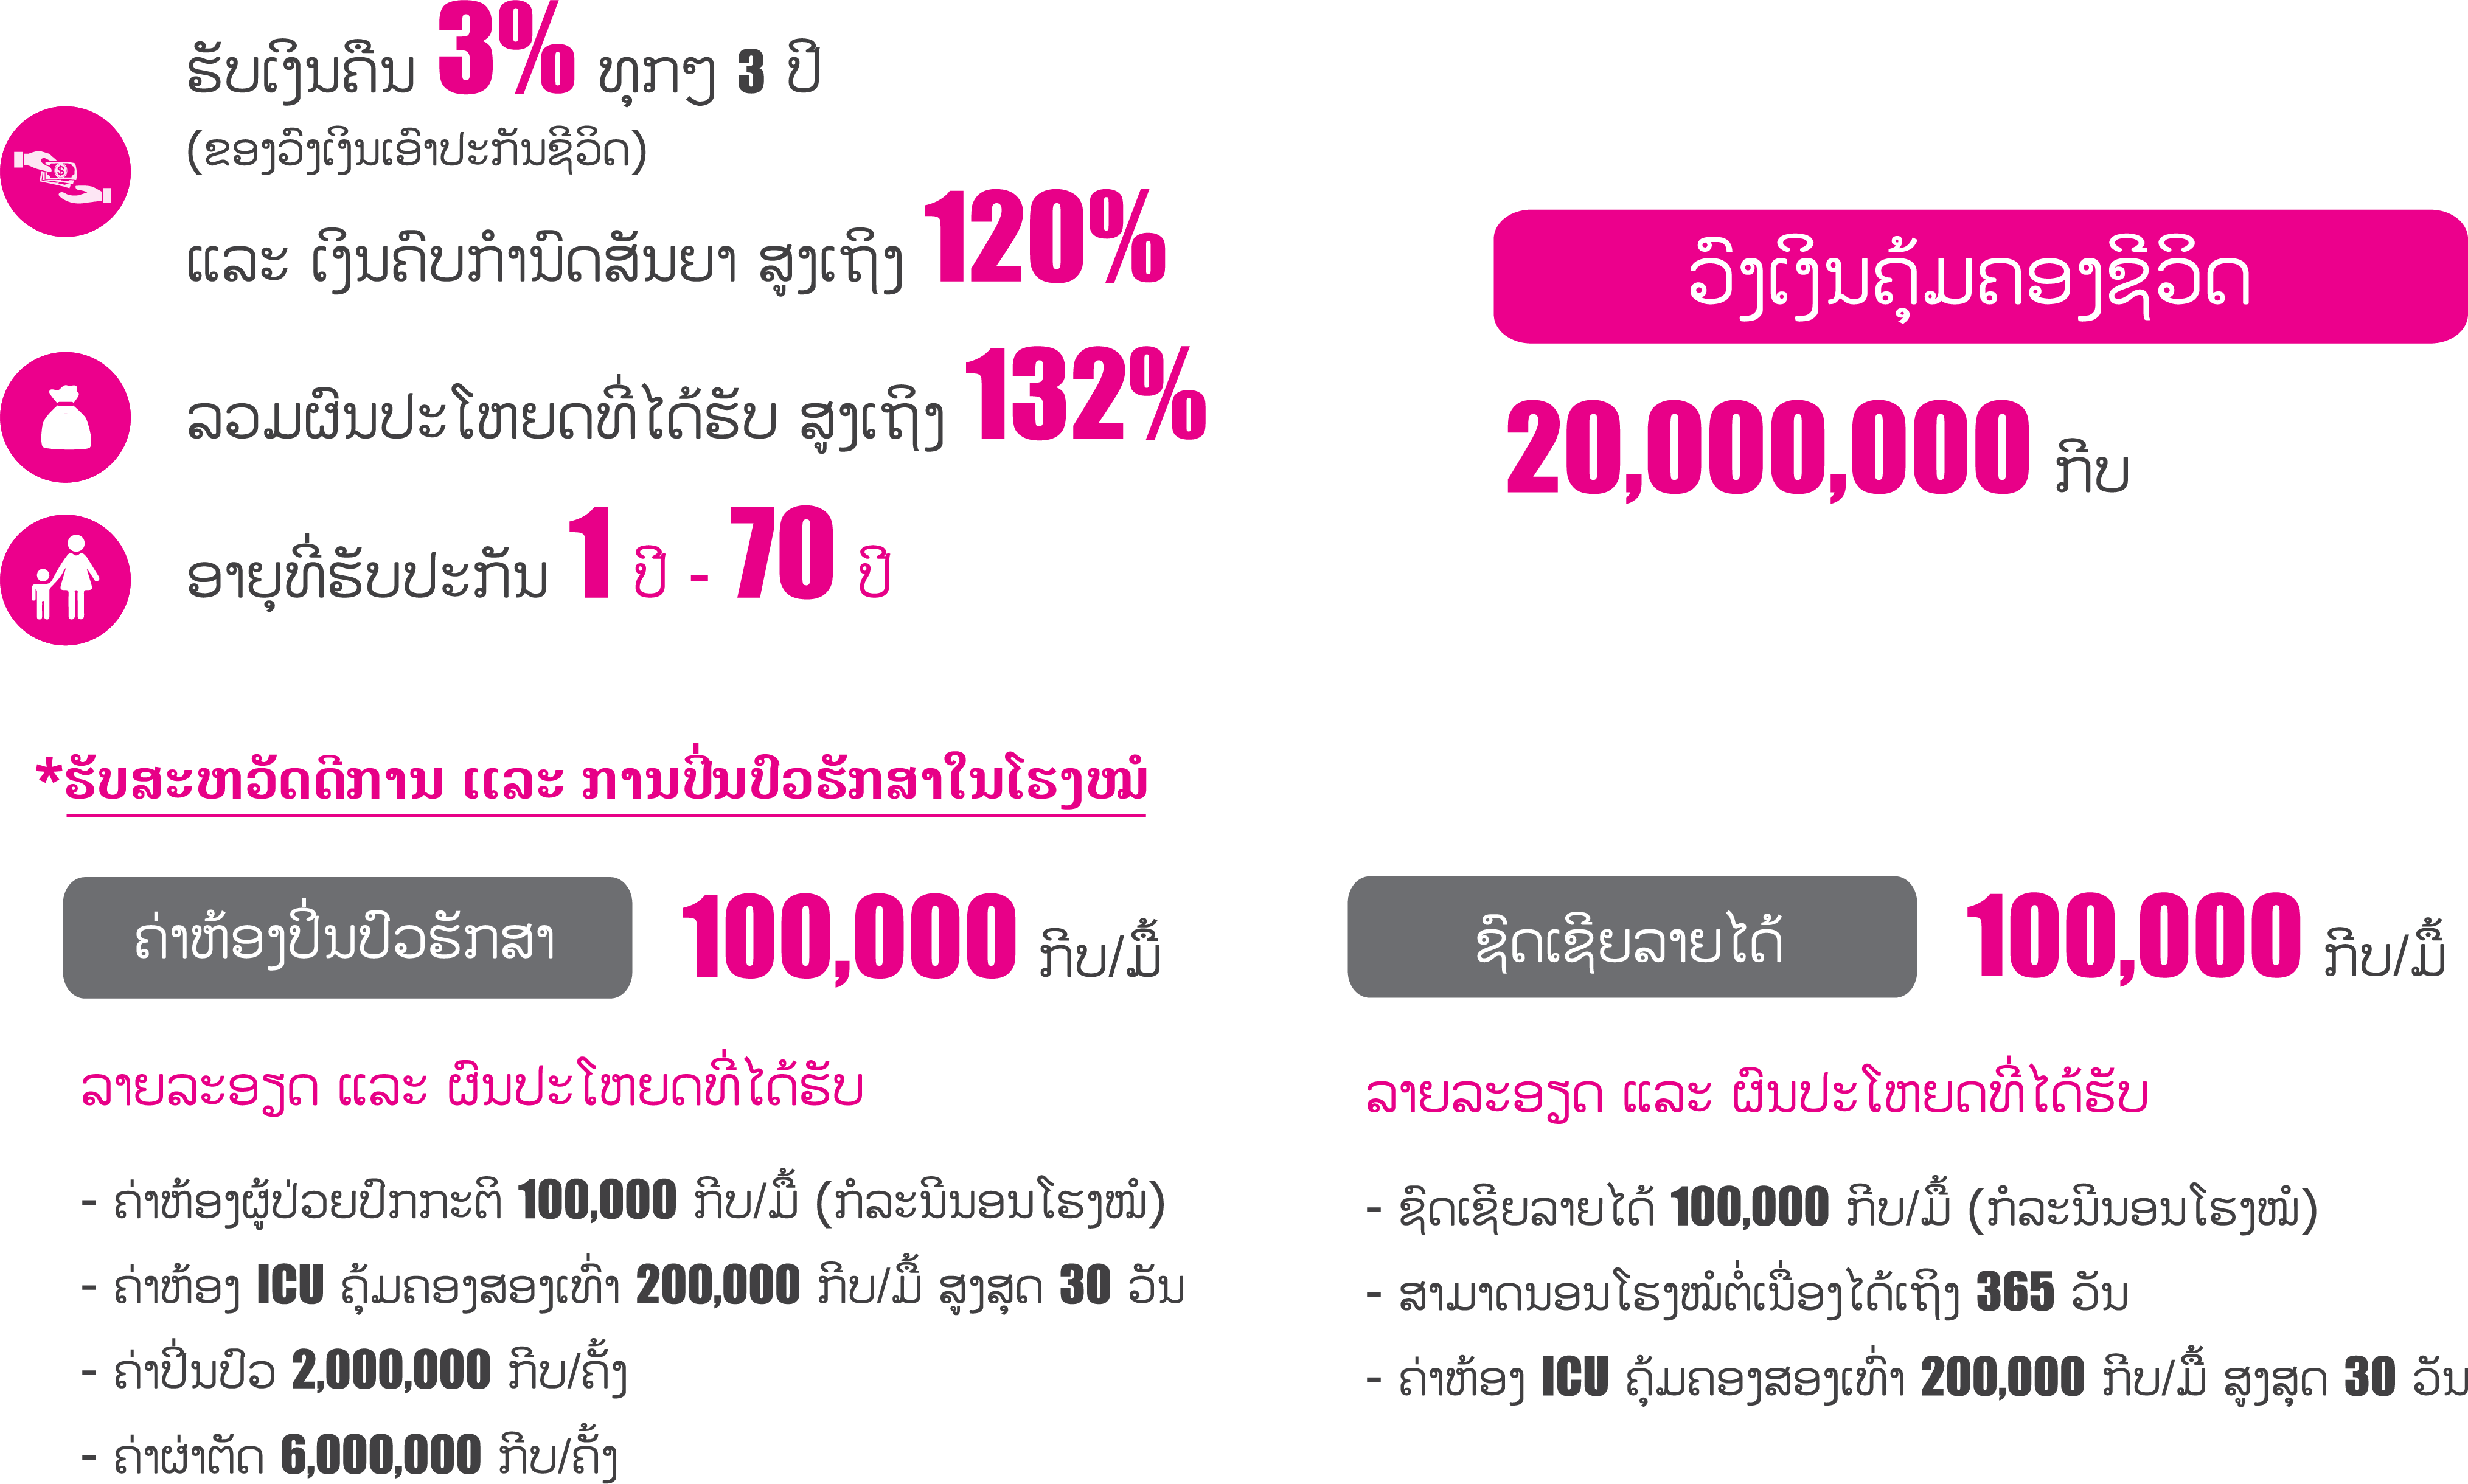 ຮັບເງິນຄືນ 3% ທຸກໆ 3 ປີ
(ຂອງວົງເງິນເອົາປະກັນຊີວິດ)
ແລະ ເງິນຄົບກຳນົດສັນຍາ ສູງເຖິງ 120%
ລວມຜົນປະໂຫຍດທີ່ໄດ້ຮັບ ສູງເຖິງ 132%
ອາຍຸທີ່ຮັບປະກັນ 1 ປີ - 70 ປີ
ວົງເງິນຄຸ້ມຄອງຊີວິດ
20,000,000 ກີບ
*ຮັບສະຫວັດດີການ ແລະ ການປິ່ນປົວຮັກສາໃນໂຮງໝໍ
ຄ່າຫ້ອງປິ່ນປົວຮັກສາ 100,000 ກີບ/ມື້
ລາຍລະອຽດ ແລະ ຜົນປະໂຫຍດທີ່ໄດ້ຮັບ
- ຄ່າຫ້ອງຜູ້ປ່ວຍປົກກະຕິ 100,000 ກີບ/ມື້ (ກໍລະນີນອນໂຮງໝໍ)
- ຄ່າຫ້ອງ ICU ຄຸ້ມຄອງສອງເທົ່າ 200,000 ກີບ/ມື້ ສູງສຸດ 30 ວັນ
- ຄ່າປິ່ນປົວ 2,000,000 ກີບ/ຄັ້ງ
- ຄ່າຜ່າຕັດ 6,000,000 ກີບ/ຄັ້ງ
ຊົດເຊີຍລາຍໄດ້ 100,000 ກີບ/ມື້
ລາຍລະອຽດ ແລະ ຜົນປະໂຫຍດທີ່ໄດ້ຮັບ
- ຊົດເຊີຍລາຍໄດ້ 100,000 ກີບ/ມື້ (ກໍລະນີນອນໂຮງໝໍ)
- ສາມາດນອນໂຮງໝໍຕໍ່ເນື່ອງໄດ້ເຖິງ 365 ວັນ
- ຄ່າຫ້ອງ ICU ຄຸ້ມຄອງສອງເທົ່າ 200,000 ກີບ/ມື້ ສູງສຸດ 30 ວັນ